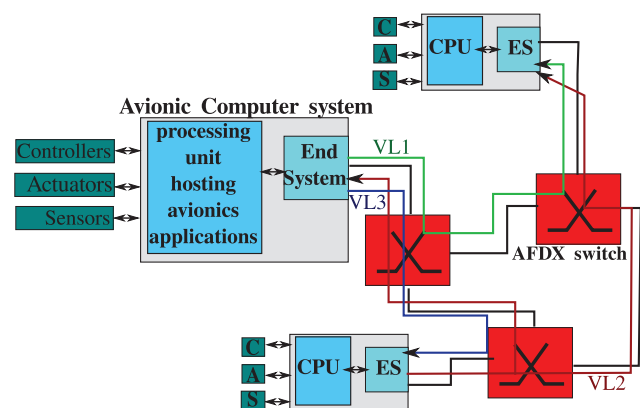 C
A
S
CPU
ES
Avionic Computer system
Controllers
Actuators
Sensors
processing
unit
hosting
avionics
applications
End
System
VL1
VL3
AFDX switch
C
A
S
CPU
ES
VL2